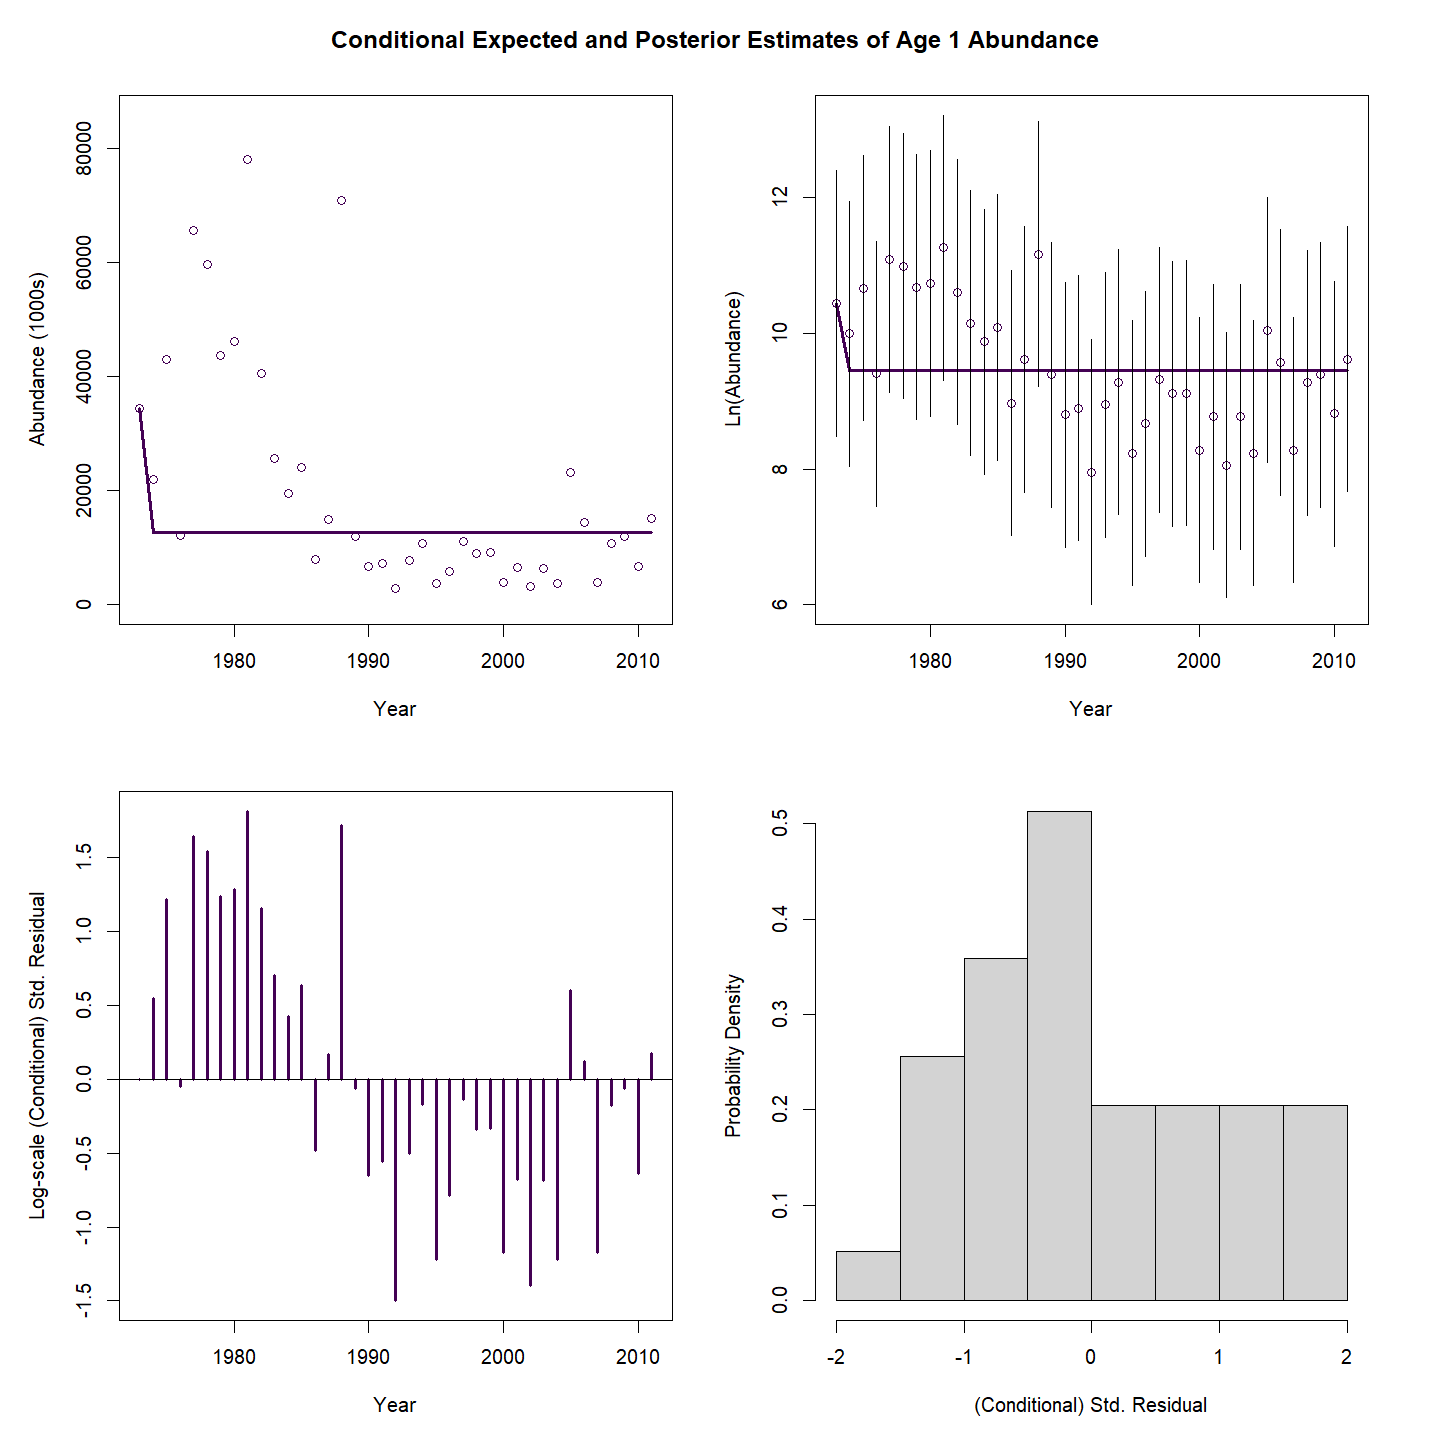 Conditional Expected and Posterior Estimates of Age 1 Abundance
Abundance (1000s)
80000
60000
40000
20000
0
1980 1990 2000 2010
Year
Ln(Abundance)
12
10
8
6
1980 1990 2000 2010
Year
Log-scale (Conditional) Std. Residual
1.5
1.0
0.5
0.0
-0.5
-1.0
-1.5
1980 1990 2000 2010
Year
Probability Density
0.5
0.4
0.3
0.2
0.1
0.0
-2 -1 0 1 2
(Conditional) Std. Residual